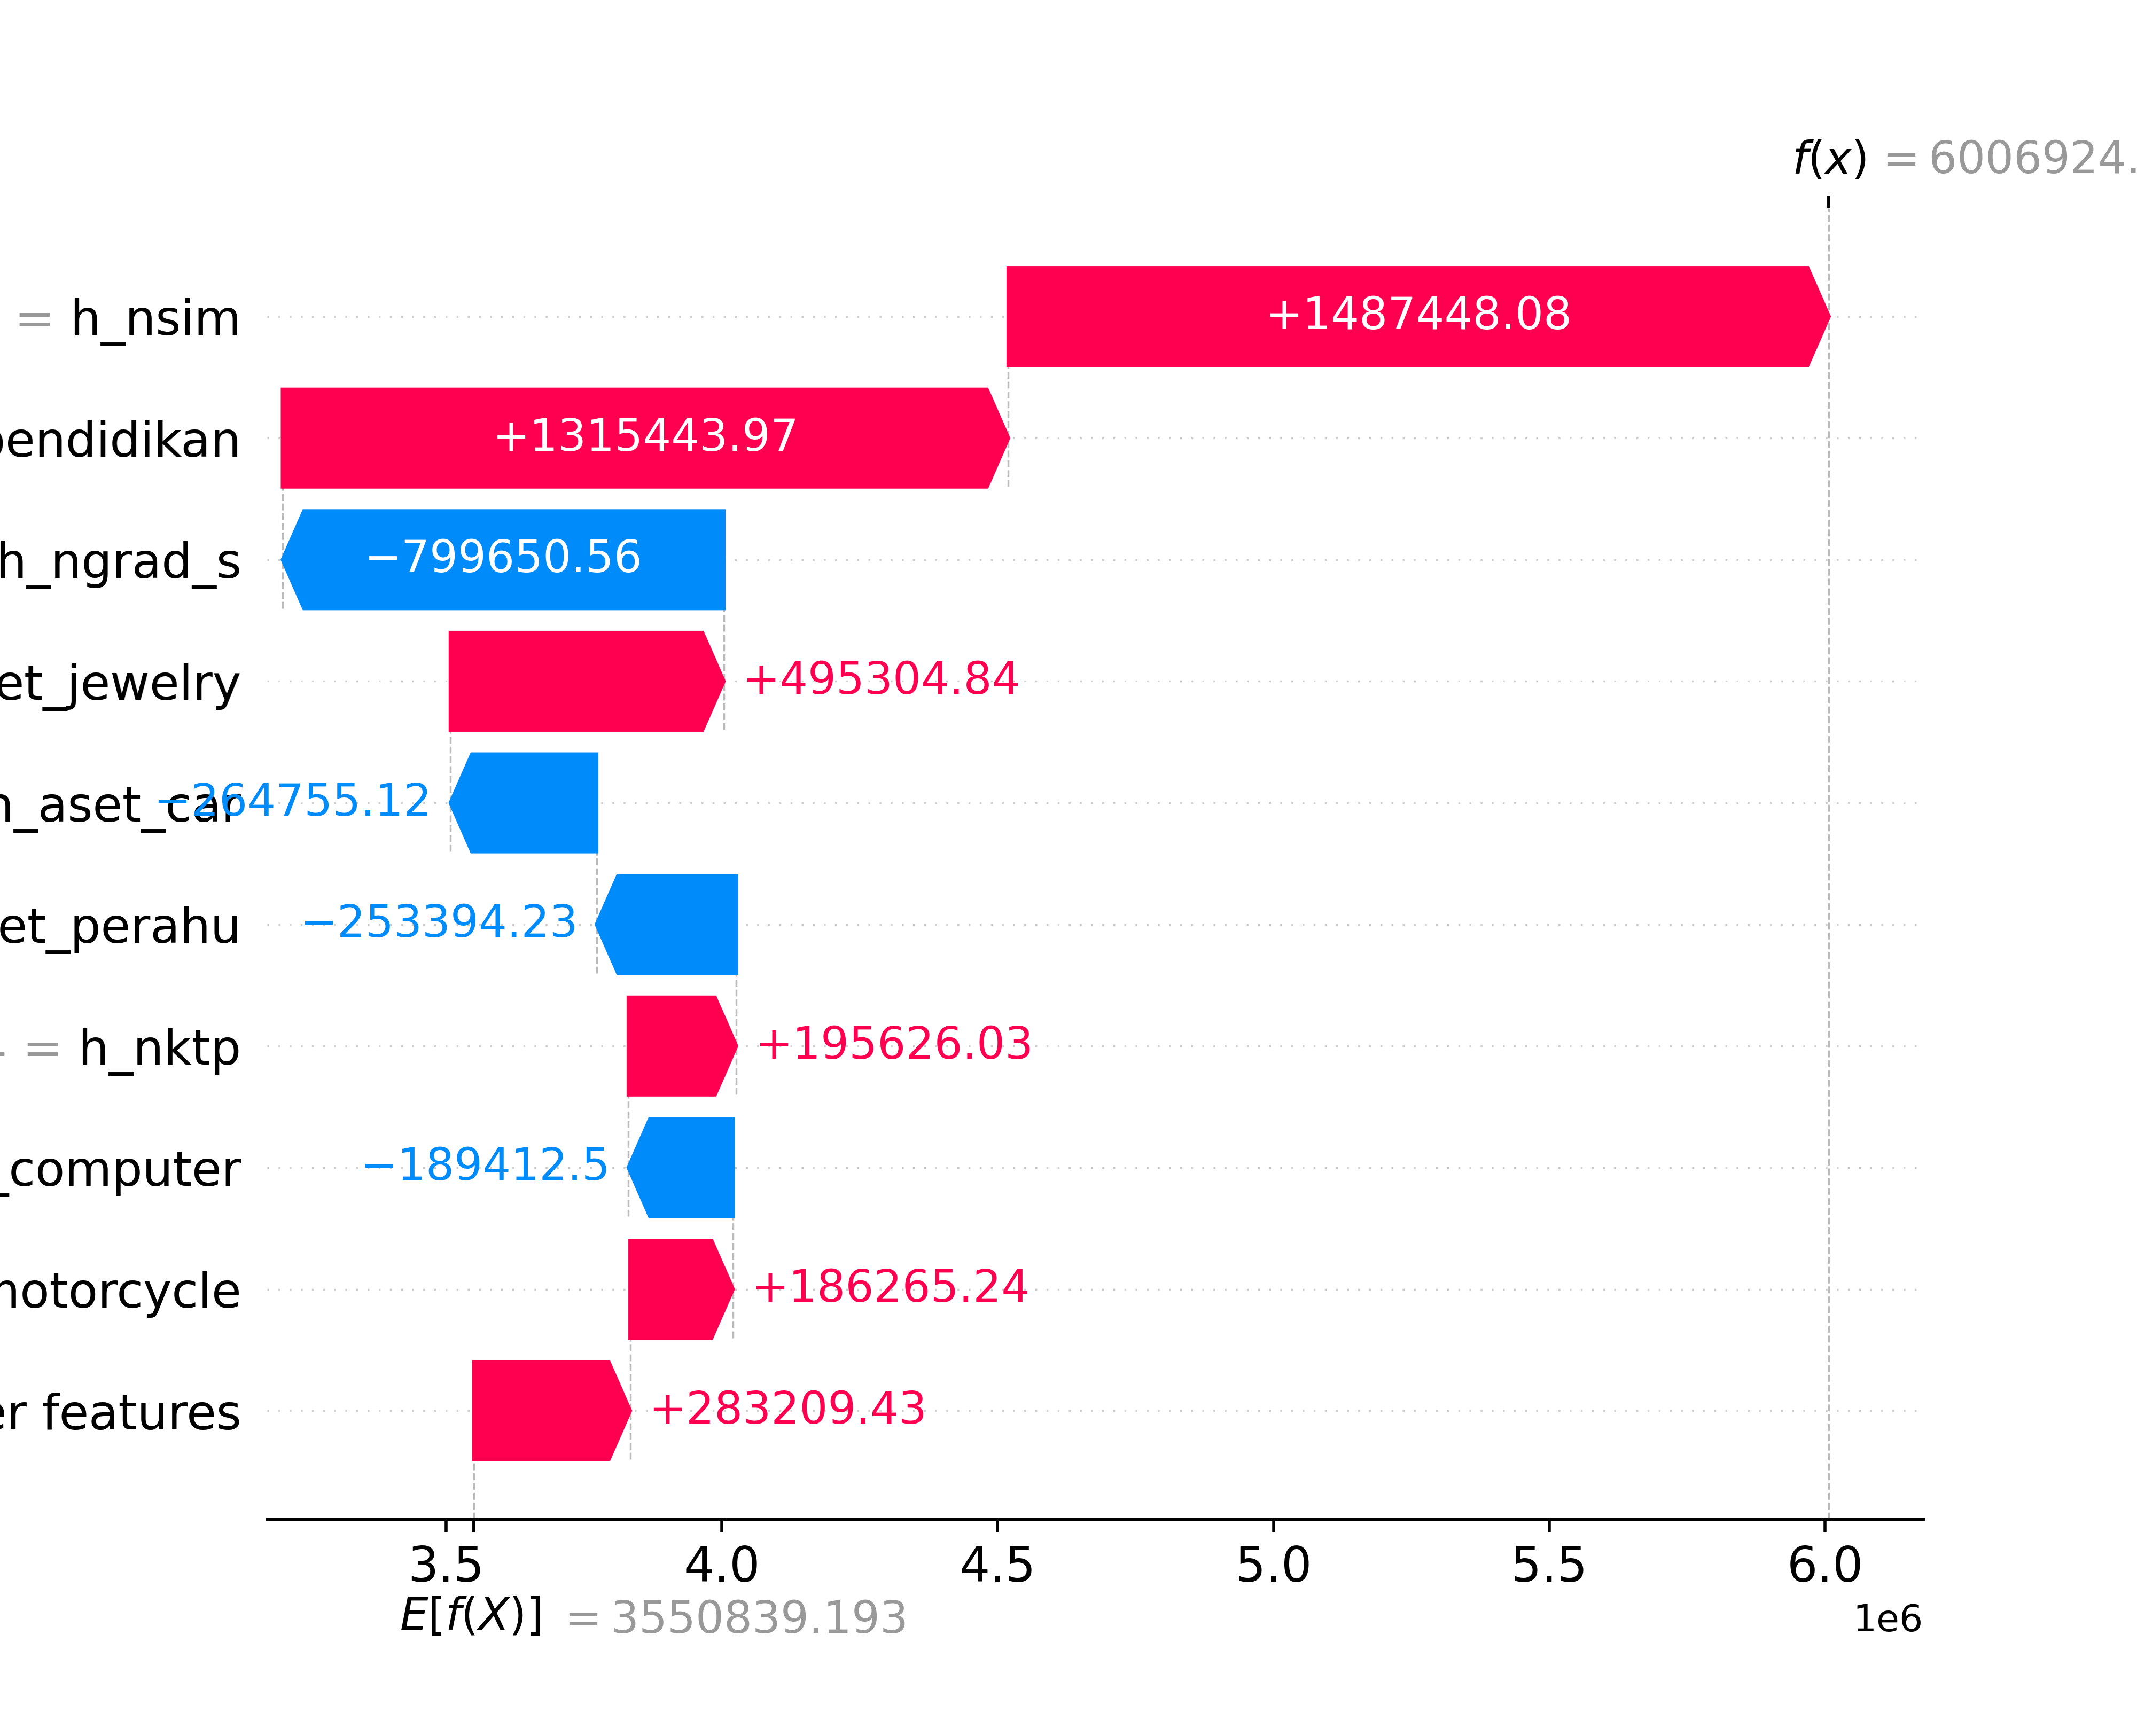 f(x) = 6006924.
= h_nsim
+1487448.08
pendidikan
+1315443.97
h_ngrad_s
−799650.56
et_jewelry
+495304.84
h_aset_car
−264755.12
et_perahu
−253394.23
= h_nktp
+195626.03
_computer
−189412.5
motorcycle
+186265.24
er features
+283209.43
3.5 4.0 4.5 5.0 5.5 6.0
E[f(X)] = 3550839.193
1e6